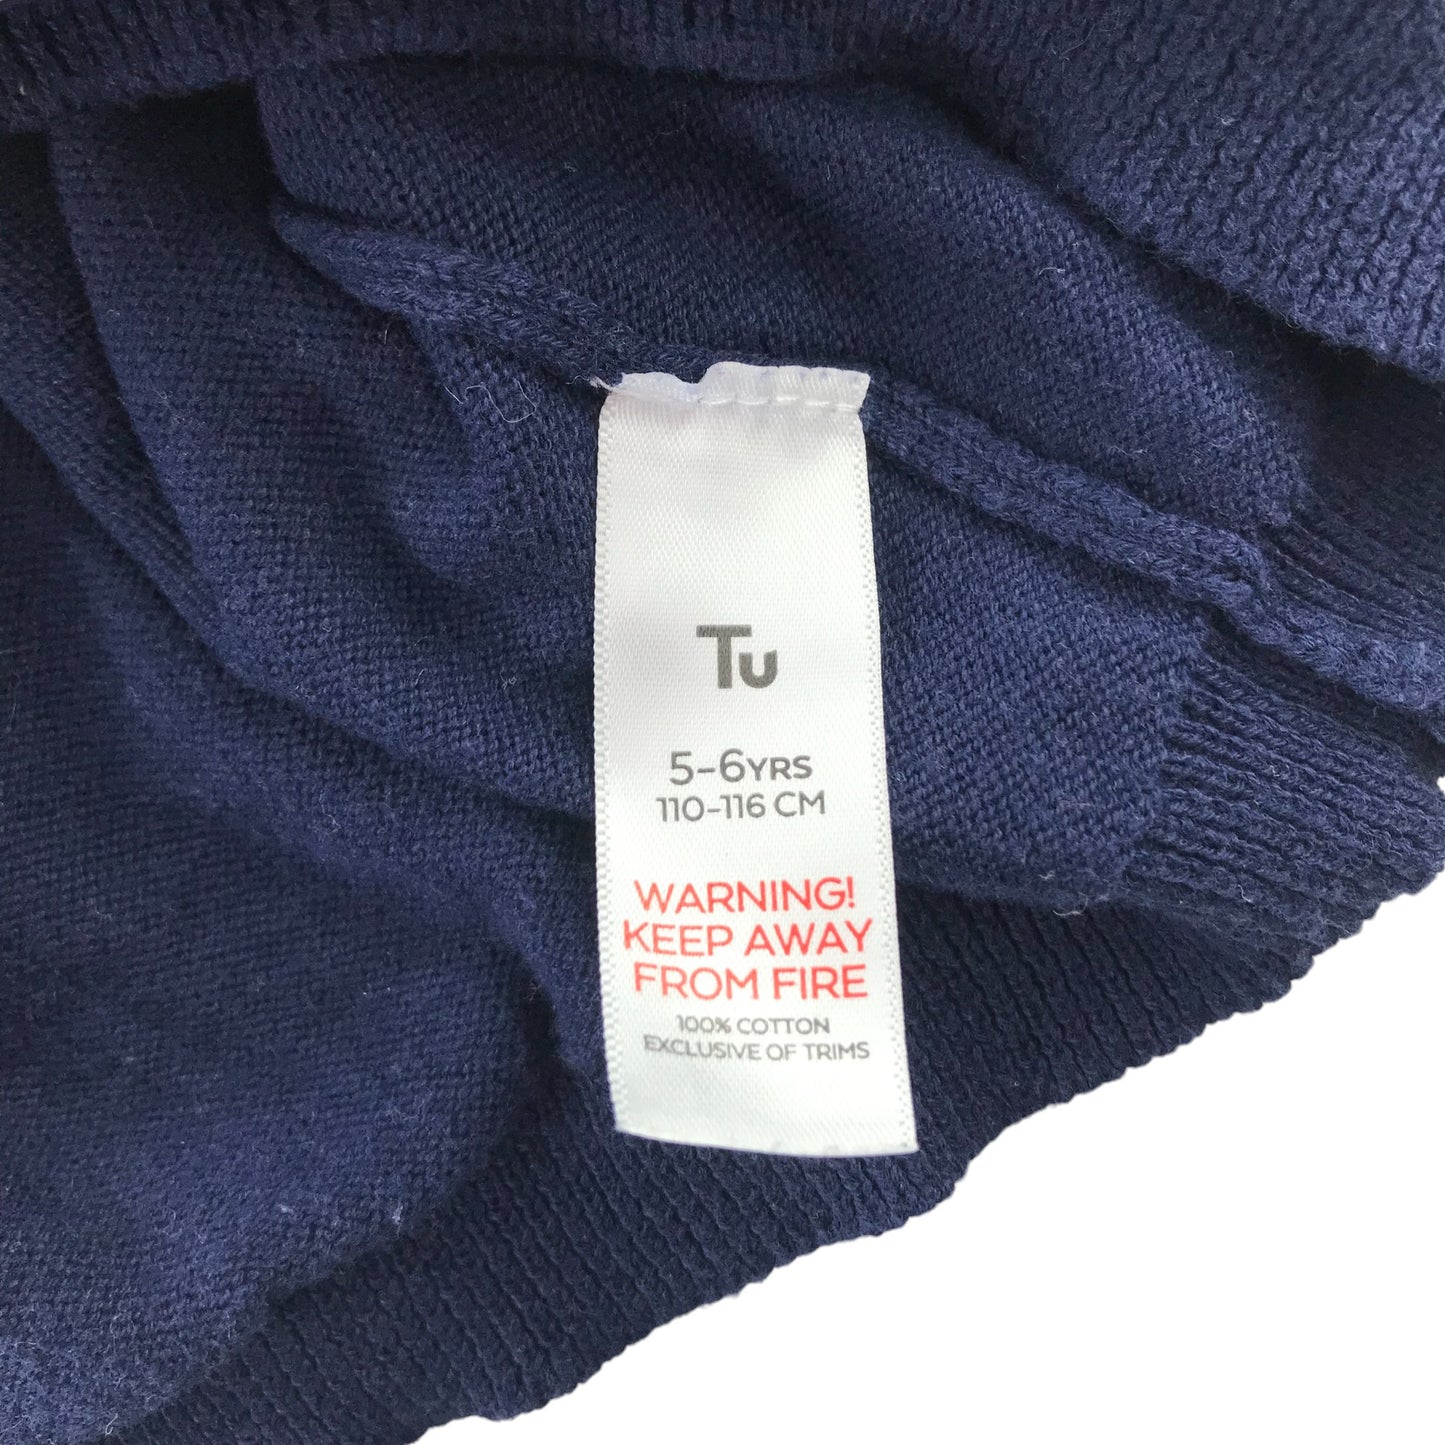 Tu
5-6YRS
110-116 CM
WARNING!
KEEP AWAY
FROM FIRE
100% COTTON
EXCLUSIVE OF TRIMS